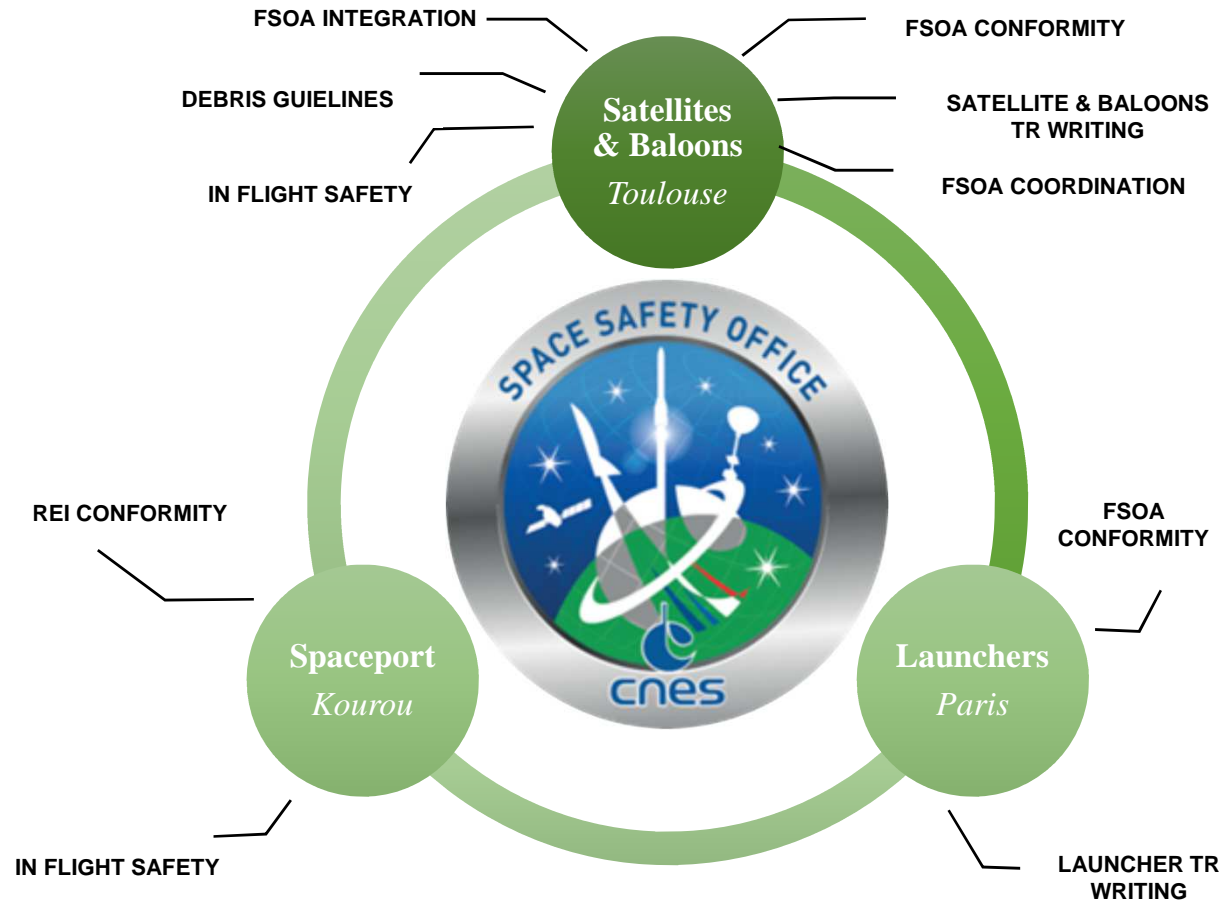 FSOA INTEGRATION
FSOA CONFORMITY
DEBRIS GUIELINES
SATELLITE & BALOONS
TR WRITING
IN FLIGHT SAFETY
FSOA COORDINATION
Satellites
& Baloons
Toulouse
SPACE SAFETY OFFICE
cnes
REI CONFORMITY
FSOA
CONFORMITY
Spaceport
Kourou
Launchers
Paris
IN FLIGHT SAFETY
LAUNCHER TR
WRITING